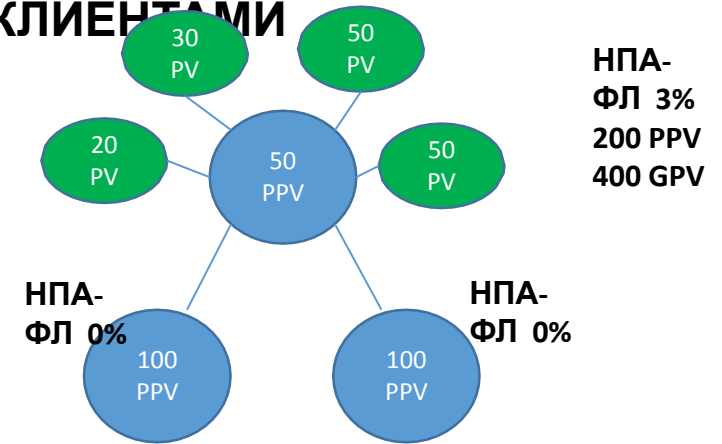 КЛИЕНТАМИ
30
PV
50
PV
НПА-
ФЛ 3%
200 PPV
400 GPV
20
PV
50
PPV
50
PV
НПА-
ФЛ 0%
НПА-
ФЛ 0%
100
PPV
100
PPV